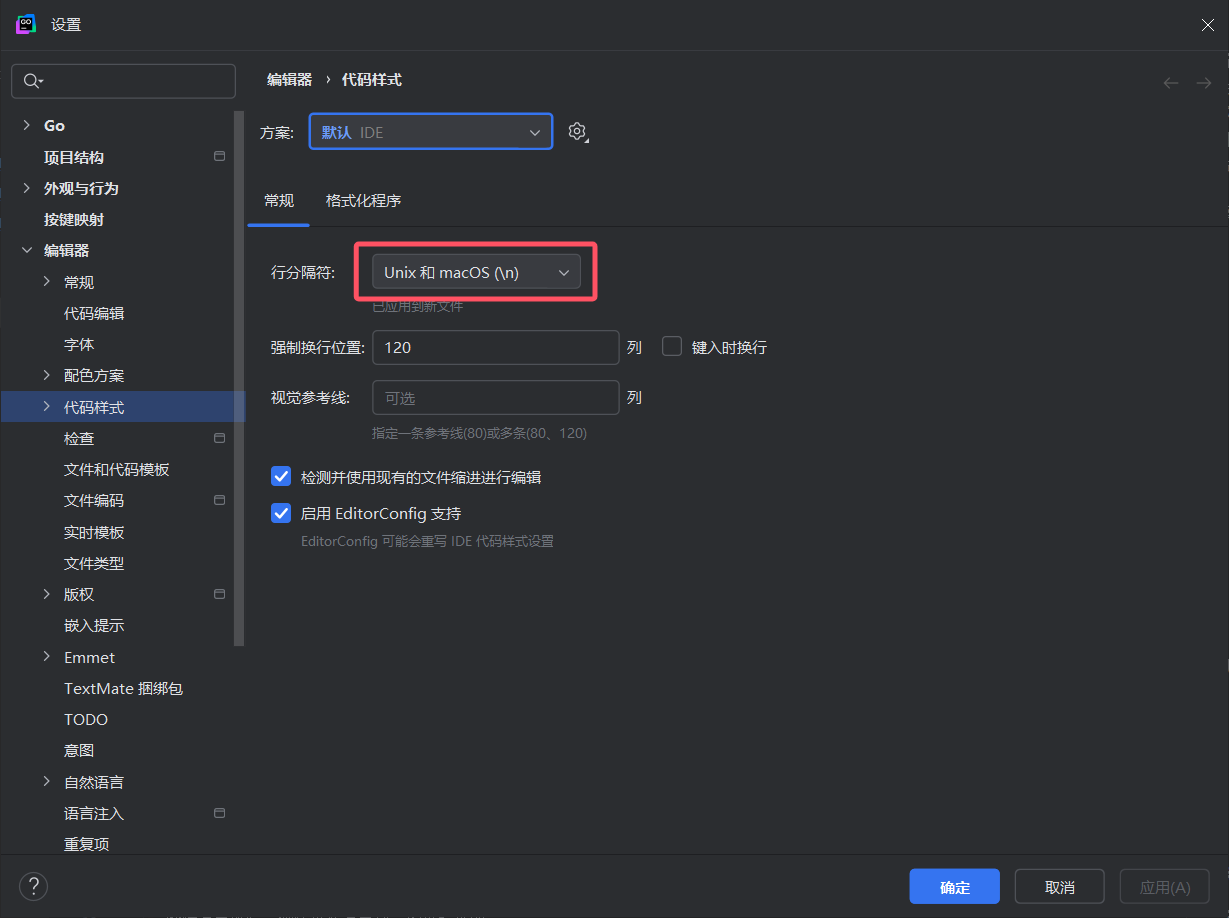 设置
Go
项目结构
外观与行为
按键映射
编辑器
常规
代码编辑
字体
配色方案
代码样式
检查
文件和代码模板
文件编码
实时模板
文件类型
版权
嵌入提示
Emmet
TextMate 捆绑包
TODO
意图
自然语言
语言注入
重复项
编辑器 › 代码样式
方案: 默认 IDE
常规 格式化程序
行分隔符: Unix 和 macOS (\n)
已应用到新文件
强制换行位置: 120 列 键入时换行
视觉参考线: 可选 列
指定一条参考线(80)或多条(80、120)
检测并使用现有的文件缩进进行编辑
启用 EditorConfig 支持
EditorConfig 可能会重写 IDE 代码样式设置
? 确定 取消 应用(A)